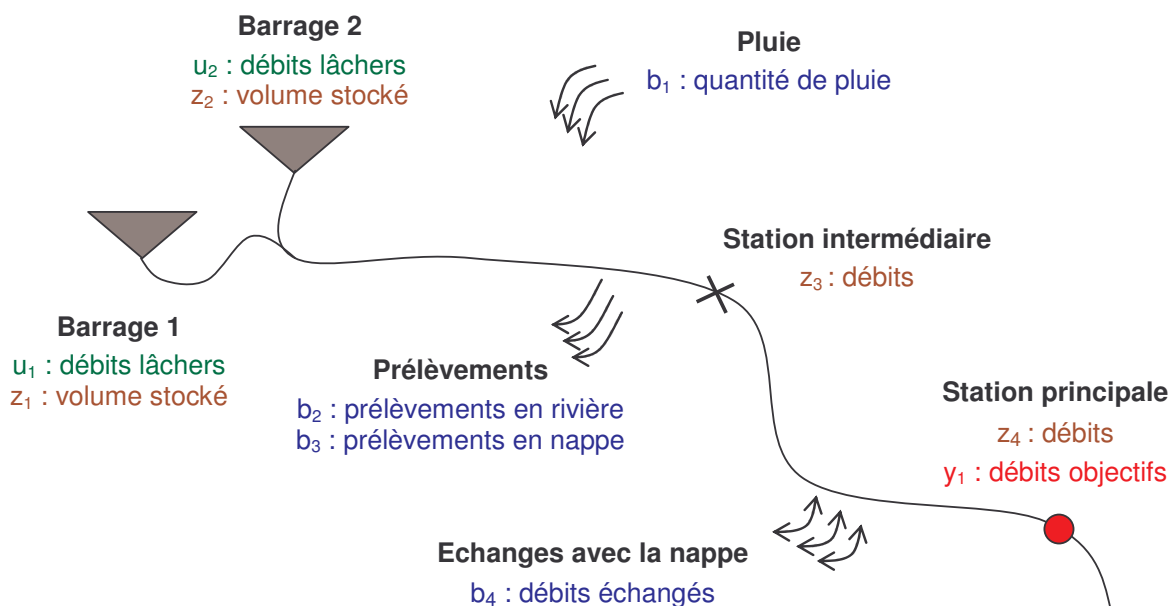 Barrage 2
u₂ : débits lâchers
z₂ : volume stocké
Pluie
b₁ : quantité de pluie
Station intermédiaire
z₃ : débits
Barrage 1
u₁ : débits lâchers
z₁ : volume stocké
Prélèvements
b₂ : prélèvements en rivière
b₃ : prélèvements en nappe
Station principale
z₄ : débits
y₁ : débits objectifs
Echanges avec la nappe
b₄ : débits échangés